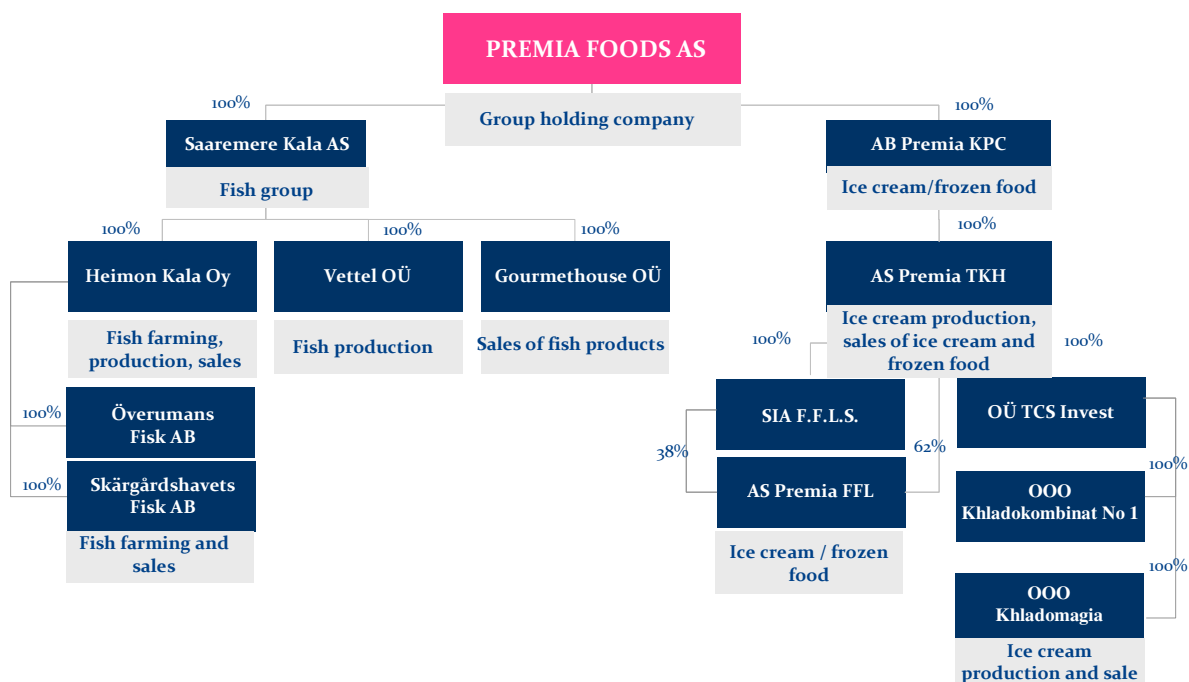 PREMIA FOODS AS
Group holding company
100%
100%
Saaremere Kala AS
Fish group
AB Premia KPC
Ice cream/frozen food
100%
100%
100%
100%
Heimon Kala Oy
Fish farming,
production, sales
Vettel OÜ
Fish production
Gourmethouse OÜ
Sales of fish products
AS Premia TKH
Ice cream production,
sales of ice cream and
frozen food
100%
100%
100%
Överumans
Fisk AB
100%
Skärgårdshavets
Fisk AB
Fish farming and
sales
SIA F.F.L.S.
38%
62%
AS Premia FFL
Ice cream / frozen
food
OÜ TCS Invest
100%
OOO
Khladokombinat No 1
100%
OOO
Khladomagia
Ice cream
production and sale